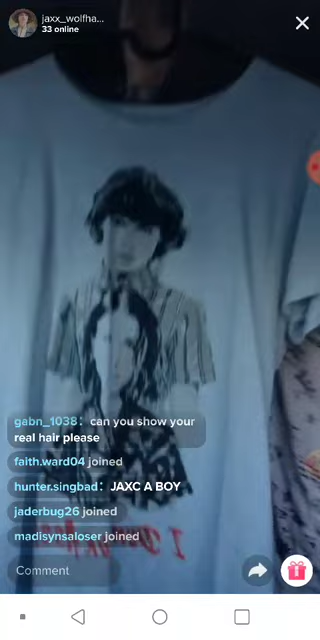 jaxx_wolfha...
33 online
gabn_1038: can you show your
real hair please
faith.ward04 joined
hunter.singbad: JAXC A BOY
jaderbug26 joined
madisynsaloser joined
Comment